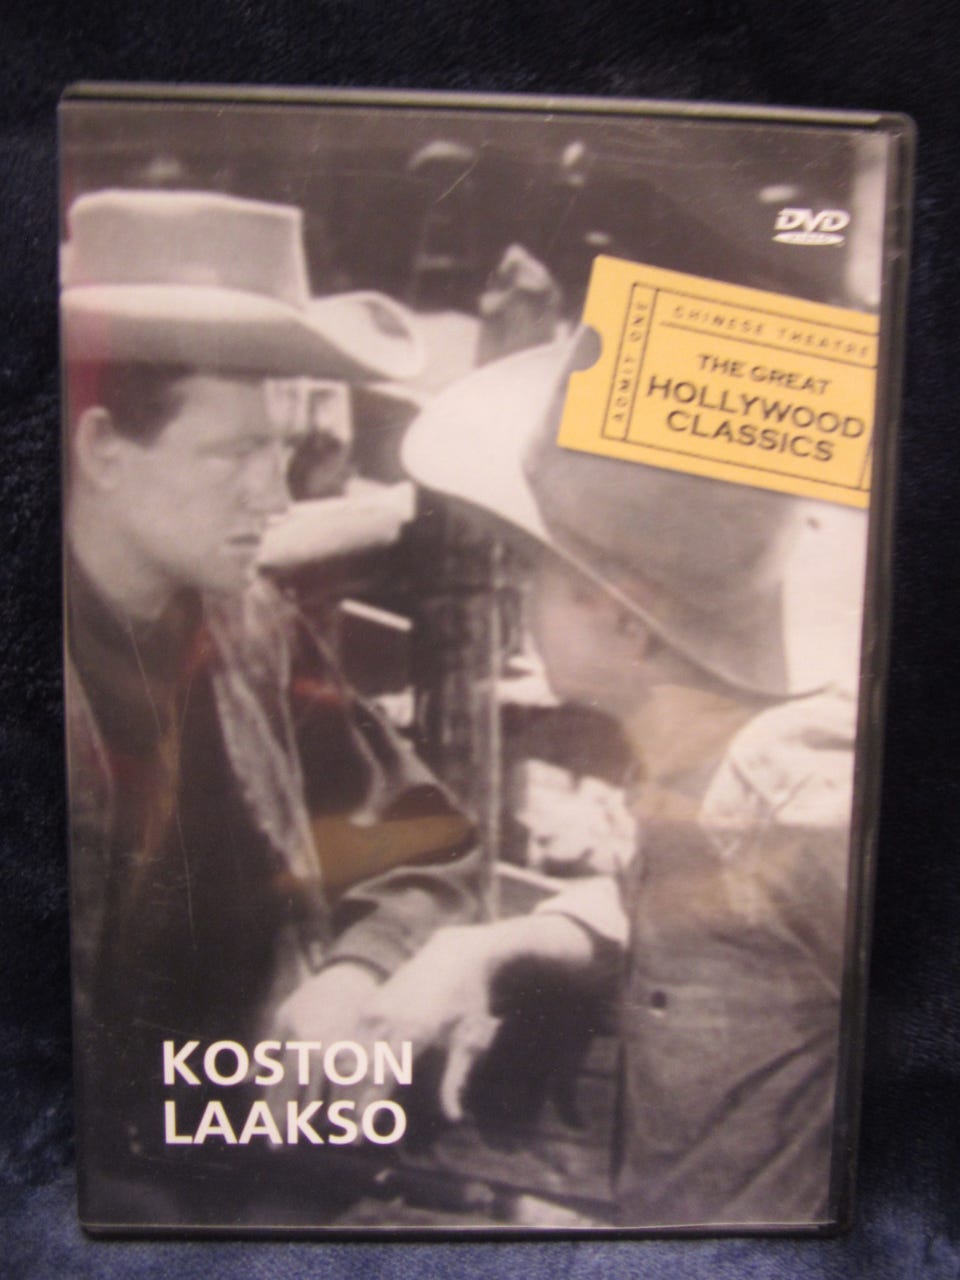 DVD
ADMIT ONE
CHINESE THEATRE
THE GREAT
HOLLYWOOD
CLASSICS
KOSTON
LAAKSO